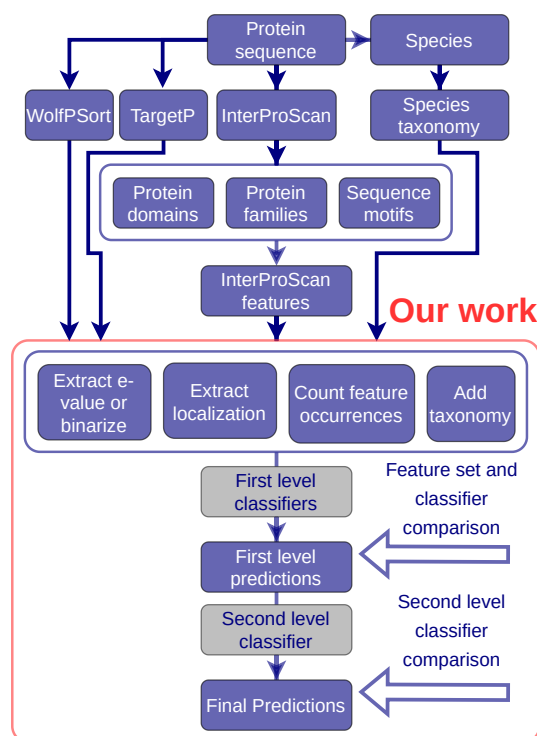 Protein
sequence
Species
WolfPSort
TargetP
InterProScan
Species
taxonomy
Protein
domains
Protein
families
Sequence
motifs
InterProScan
features
Our work
Extract e-
value or
binarize
Extract
localization
Count feature
occurrences
Add
taxonomy
First level
classifiers
Feature set and
classifier
comparison
First level
predictions
Second level
classifier
Second level
classifier
comparison
Final Predictions